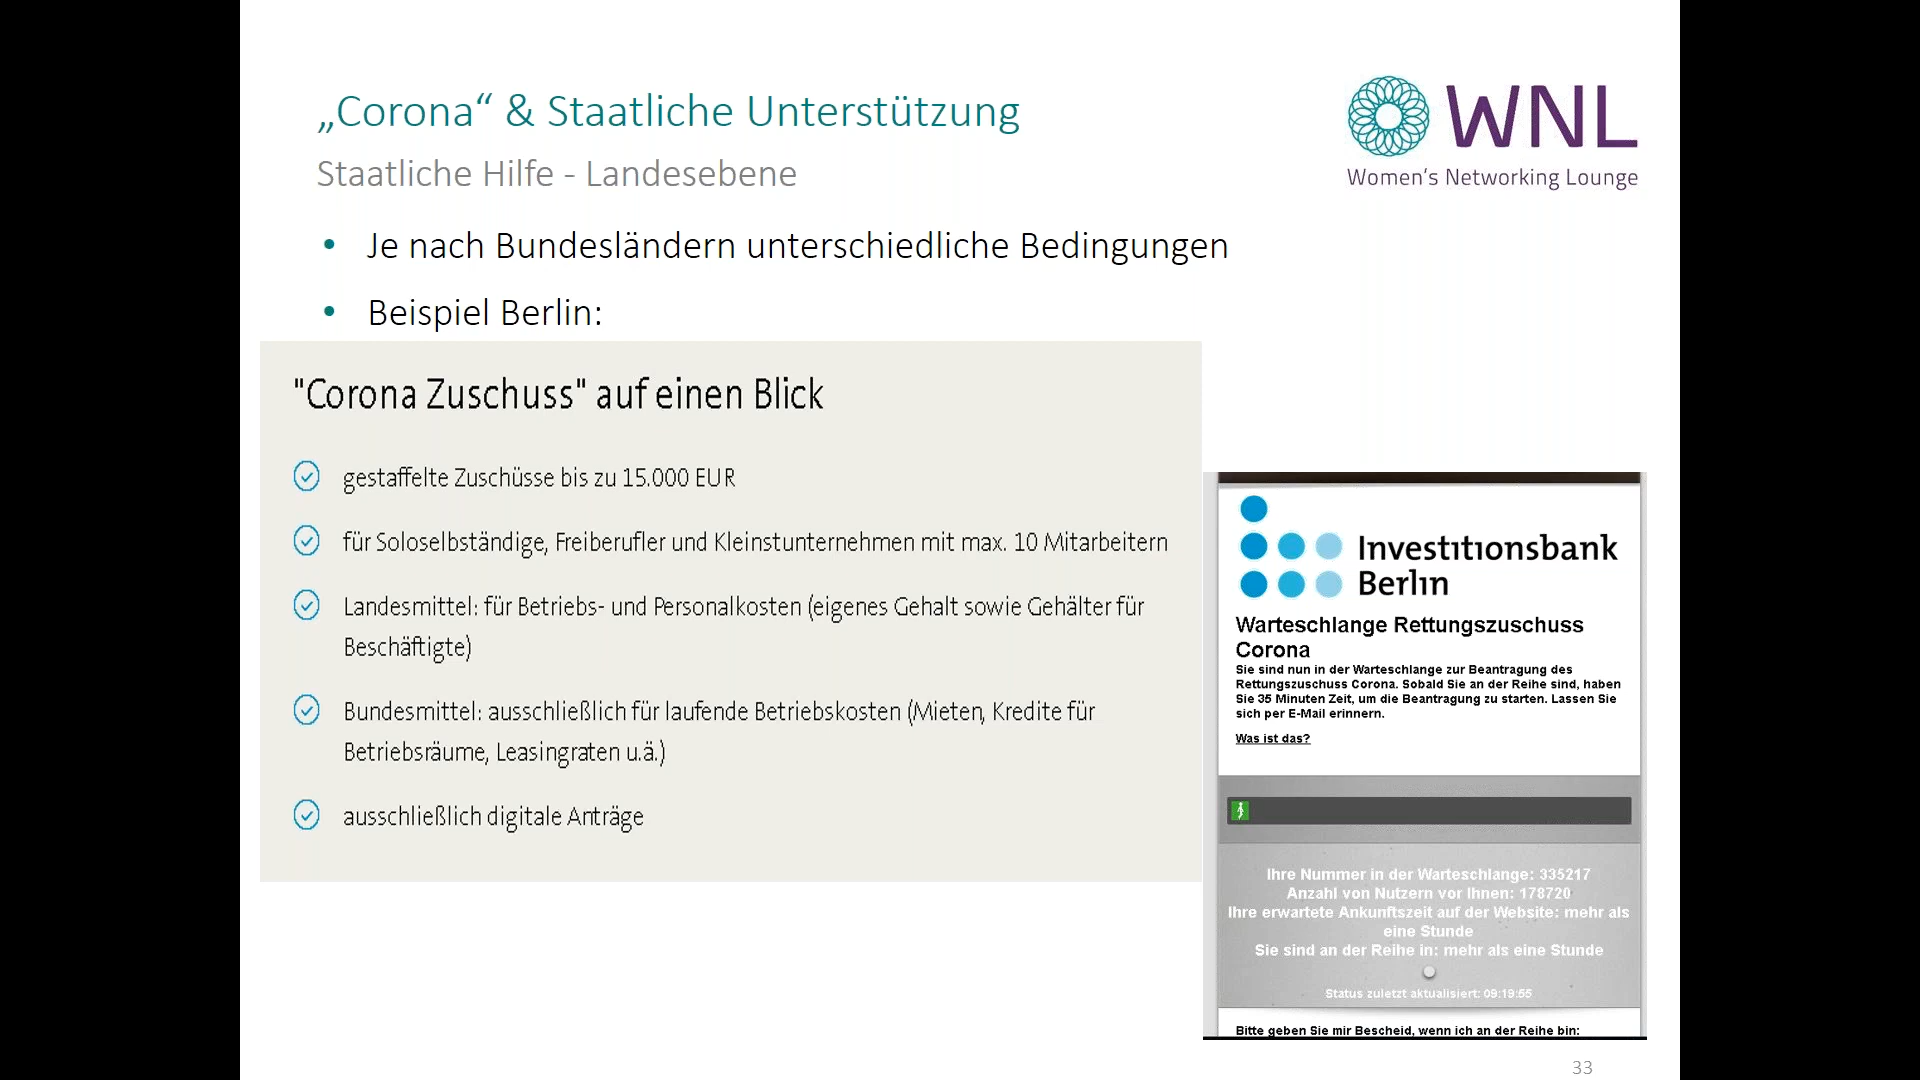 „Corona“ & Staatliche Unterstützung
Staatliche Hilfe - Landesebene
WNL
Women's Networking Lounge
• Je nach Bundesländern unterschiedliche Bedingungen
• Beispiel Berlin:
"Corona Zuschuss" auf einen Blick
gestaffelte Zuschüsse bis zu 15.000 EUR
für Soloselbständige, Freiberufler und Kleinstunternehmen mit max. 10 Mitarbeitern
Landesmittel: für Betriebs- und Personalkosten (eigenes Gehalt sowie Gehälter für
Beschäftigte)
Bundesmittel: ausschließlich für laufende Betriebskosten (Mieten, Kredite für
Betriebsräume, Leasingraten u.ä.)
ausschließlich digitale Anträge
Investitionsbank
Berlin
Warteschlange Rettungszuschuss
Corona
Sie sind nun in der Warteschlange zur Beantragung des
Rettungszuschuss Corona. Sobald Sie an der Reihe sind, haben
Sie 35 Minuten Zeit, um die Beantragung zu starten. Lassen Sie
sich per E-Mail erinnern.
Was ist das?
Ihre Nummer in der Warteschlange: 335217
Anzahl von Nutzern vor Ihnen: 178720
Ihre erwartete Ankunftszeit auf der Website: mehr als
eine Stunde
Sie sind an der Reihe in: mehr als eine Stunde
Status zuletzt aktualisiert: 09:19:55
Bitte geben Sie mir Bescheid, wenn ich an der Reihe bin:
33